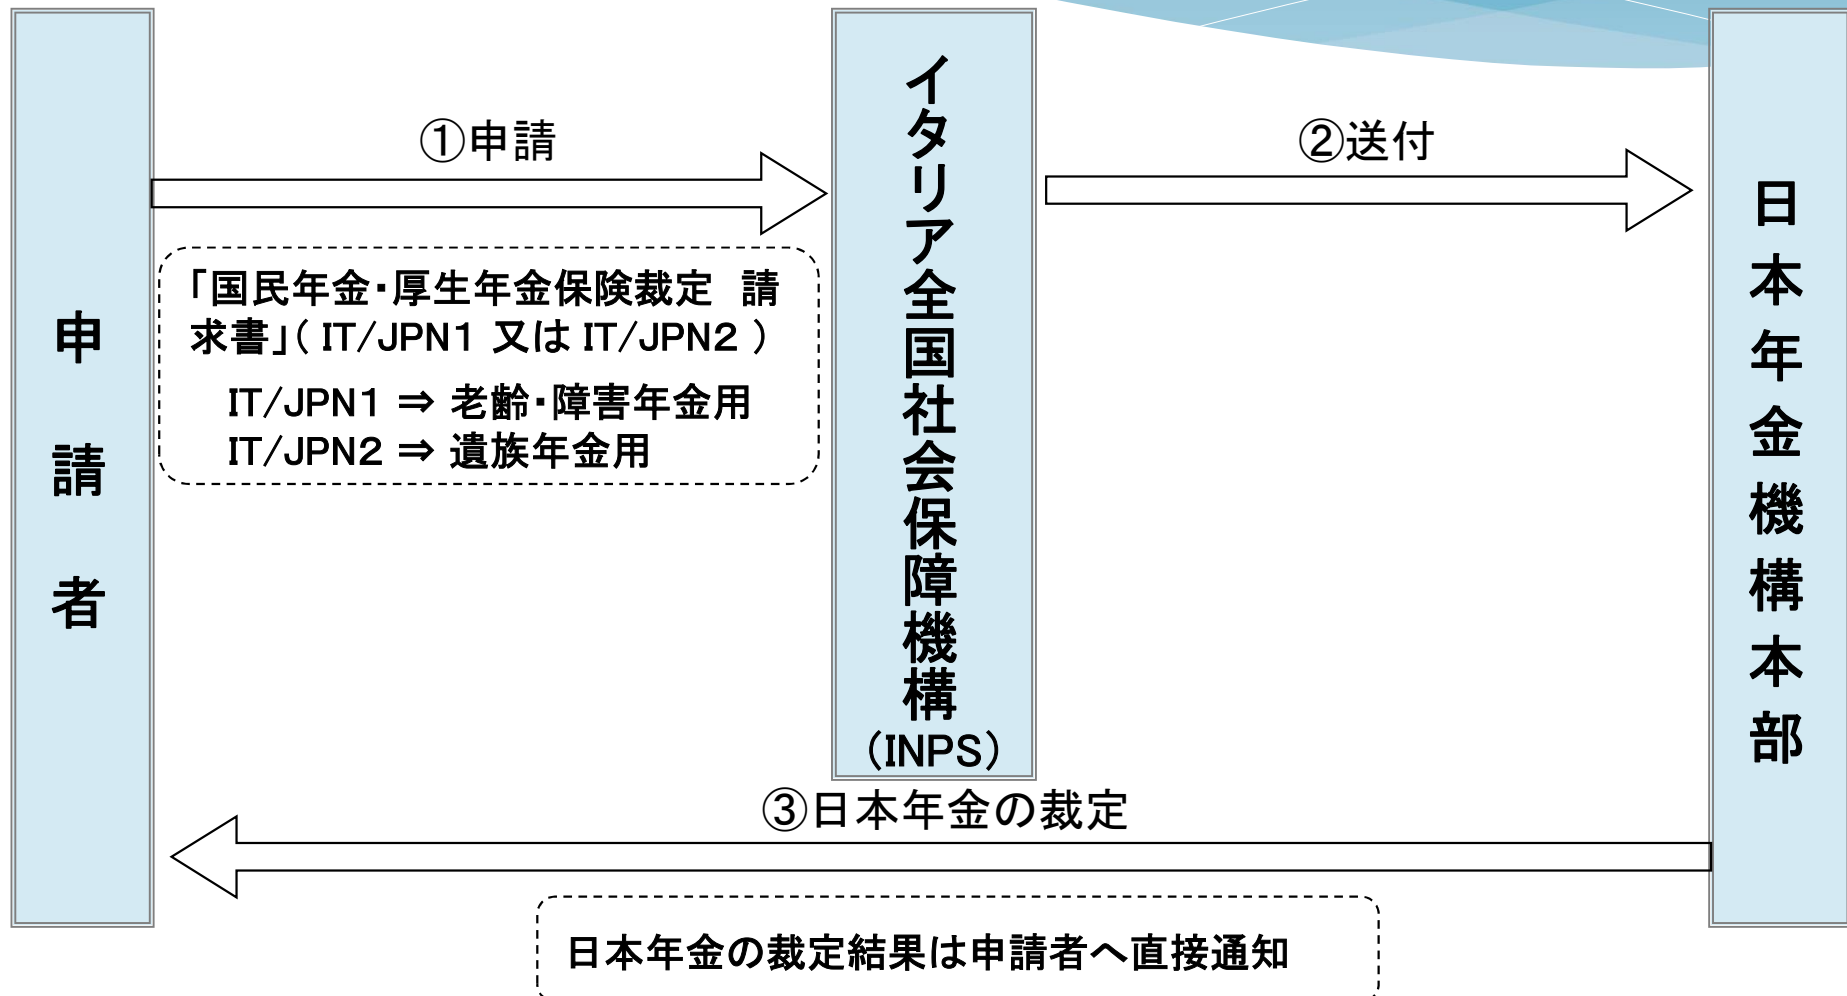 申請者
①申請
「国民年金・厚生年金保険裁定　請
求書」( IT/JPN1 又は IT/JPN2 )
IT/JPN1 ⇒ 老齢・障害年金用
IT/JPN2 ⇒ 遺族年金用
イタリア全国社会保障機構
(INPS)
②送付
日本年金機構本部
③日本年金の裁定
日本年金の裁定結果は申請者へ直接通知